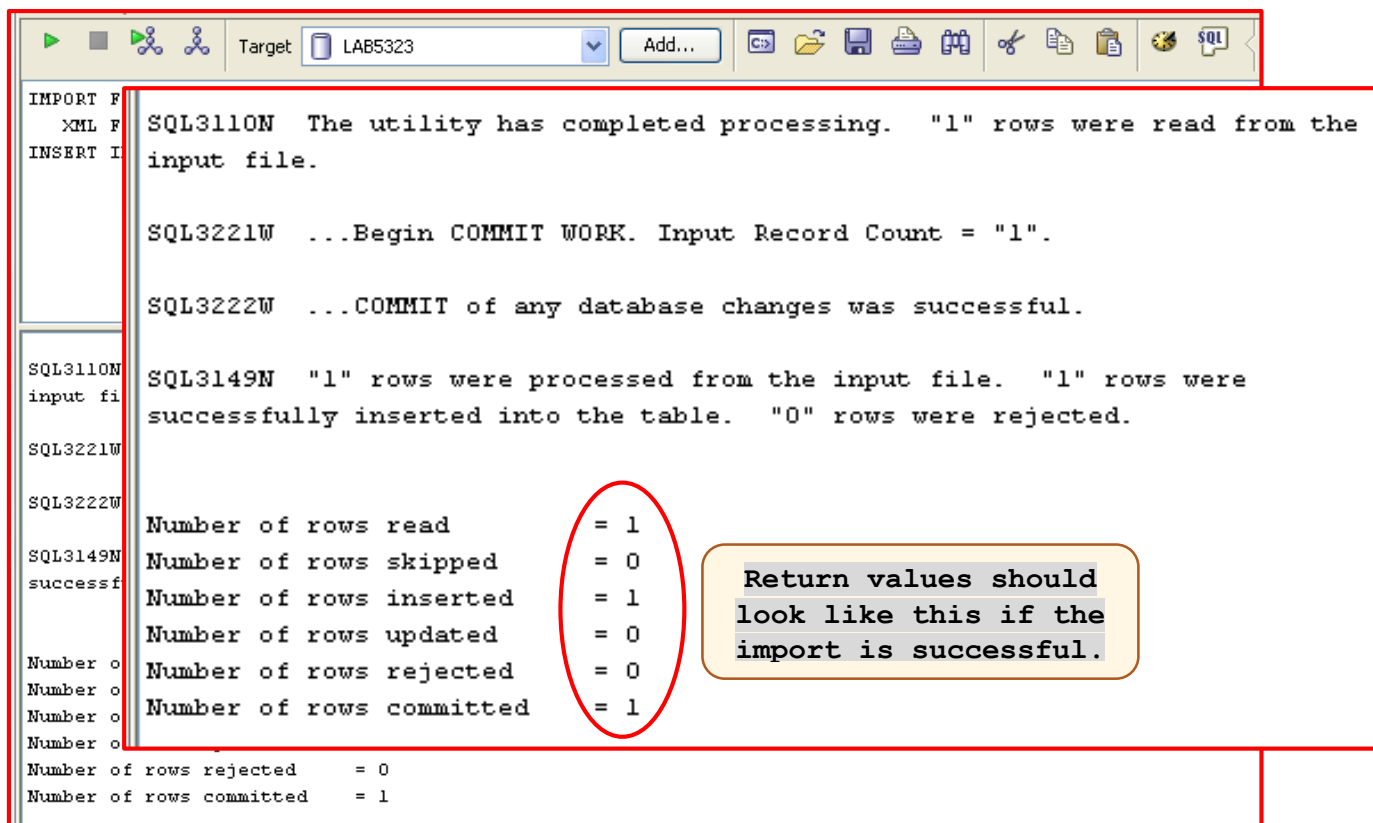 Target LAB5323 Add... SQL
IMPORT F
XML F
INSERT I
SQL3110N The utility has completed processing. "1" rows were read from the
input file.
SQL3221W ...Begin COMMIT WORK. Input Record Count = "1".
SQL3222W ...COMMIT of any database changes was successful.
SQL3149N "1" rows were processed from the input file. "1" rows were
successfully inserted into the table. "0" rows were rejected.
Number of rows read = 1
Number of rows skipped = 0
Number of rows inserted = 1
Number of rows updated = 0
Number of rows rejected = 0
Number of rows committed = 1
Return values should
look like this if the
import is successful.
SQL3110N
input fi
SQL3221W
SQL3222W
SQL3149N
successf
Number o
Number o
Number o
Number o
Number of rows rejected = 0
Number of rows committed = 1